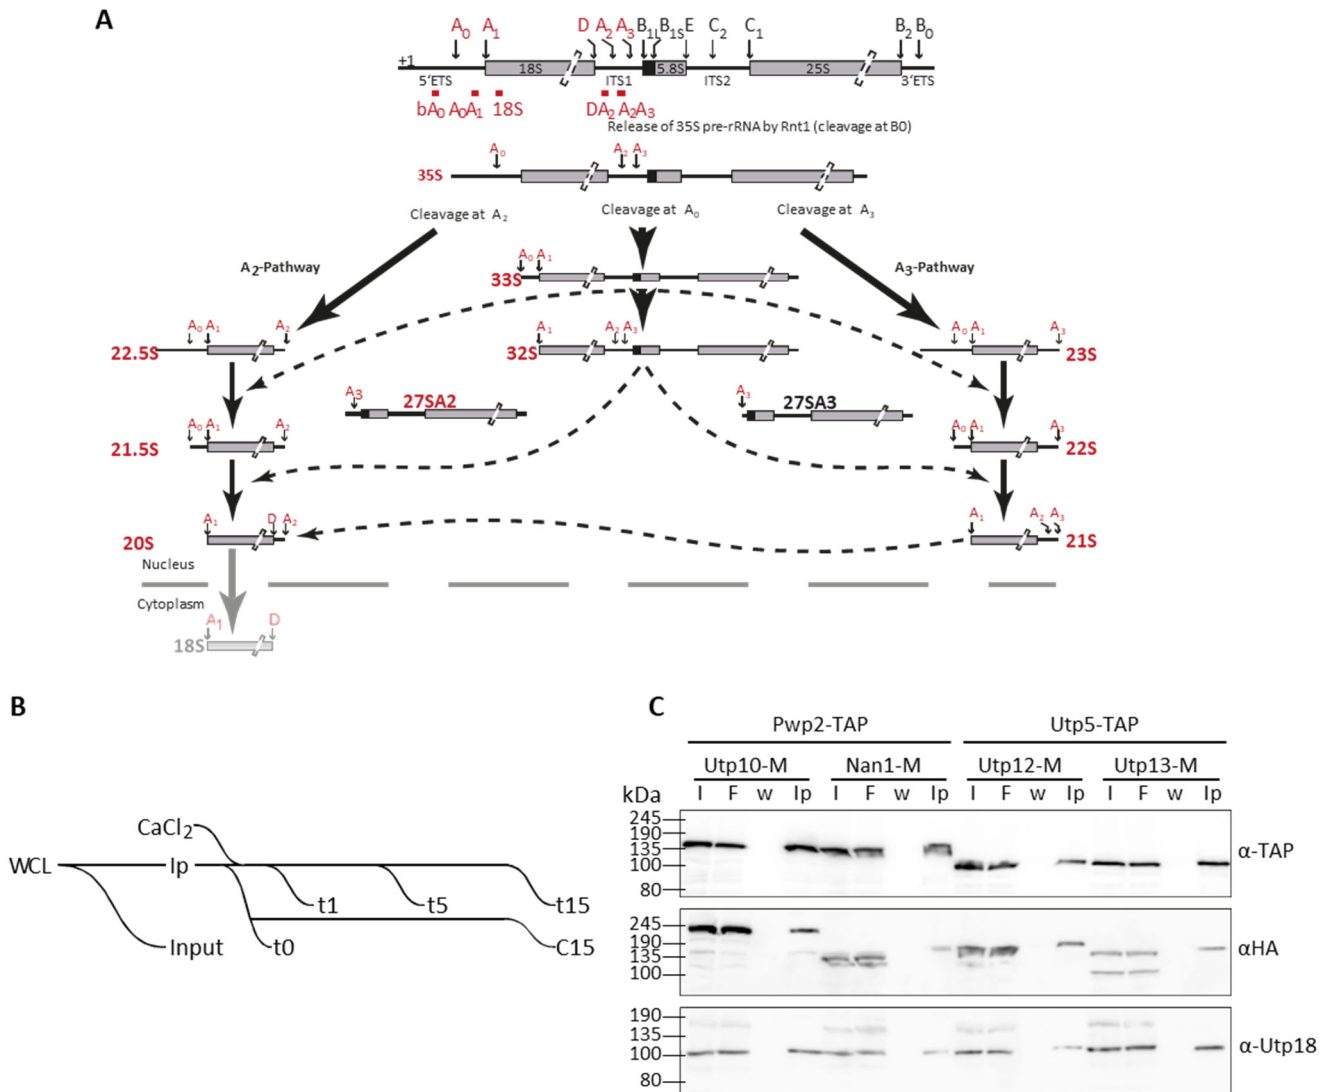 A
A0 A1 D A2 A3 B1L B1S E C2 C1 B2 B0
+1 18S 5.8S 25S
5'ETS ITS1 ITS2 3'ETS
bA0 A0A1 18S DA2 A2A3
Release of 35S pre-rRNA by Rnt1 (cleavage at B0)
A0 A2 A3
35S
Cleavage at A2 Cleavage at A0 Cleavage at A3
A2-Pathway A3-Pathway
A0 A1
33S
A0 A1 A2 A1 A2 A3 A0 A1 A3
22.5S 32S 23S
A3 27SA2 A3 27SA3
A0 A1 A2 A0 A1 A3
21.5S 22S
A1 D A2 A1 A2 A3
20S 21S
Nucleus
Cytoplasm
A1 D
18S
B
CaCl2
WCL Ip
t1 t5 t15
Input t0 C15
C
Pwp2-TAP Utp5-TAP
Utp10-M Nan1-M Utp12-M Utp13-M
kDa I F w Ip I F w Ip I F w Ip I F w Ip
245
190
135
100
80
α-TAP
245
190
135
100
αHA
190
135
100
80
α-Utp18